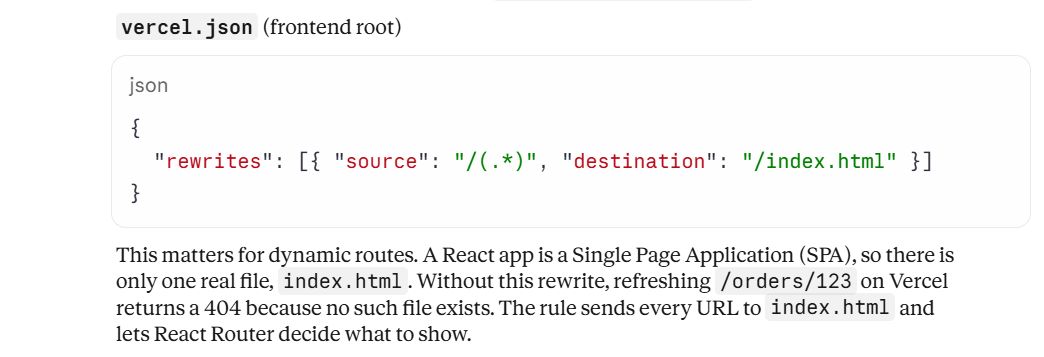 vercel.json (frontend root)
json
{
  "rewrites": [{ "source": "/(.*)", "destination": "/index.html" }]
}
This matters for dynamic routes. A React app is a Single Page Application (SPA), so there is
only one real file, index.html. Without this rewrite, refreshing /orders/123 on Vercel
returns a 404 because no such file exists. The rule sends every URL to index.html and
lets React Router decide what to show.